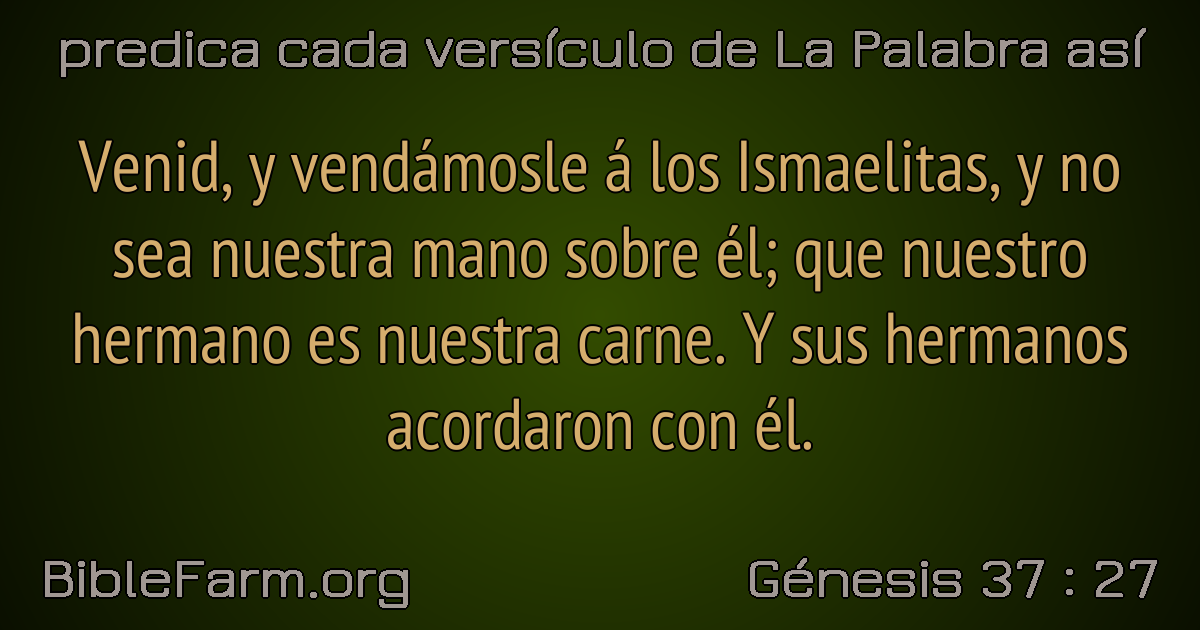 predica cada versículo de La Palabra así
Venid, y vendámosle á los Ismaelitas, y no
sea nuestra mano sobre él; que nuestro
hermano es nuestra carne. Y sus hermanos
acordaron con él.
BibleFarm.org
Génesis 37 : 27